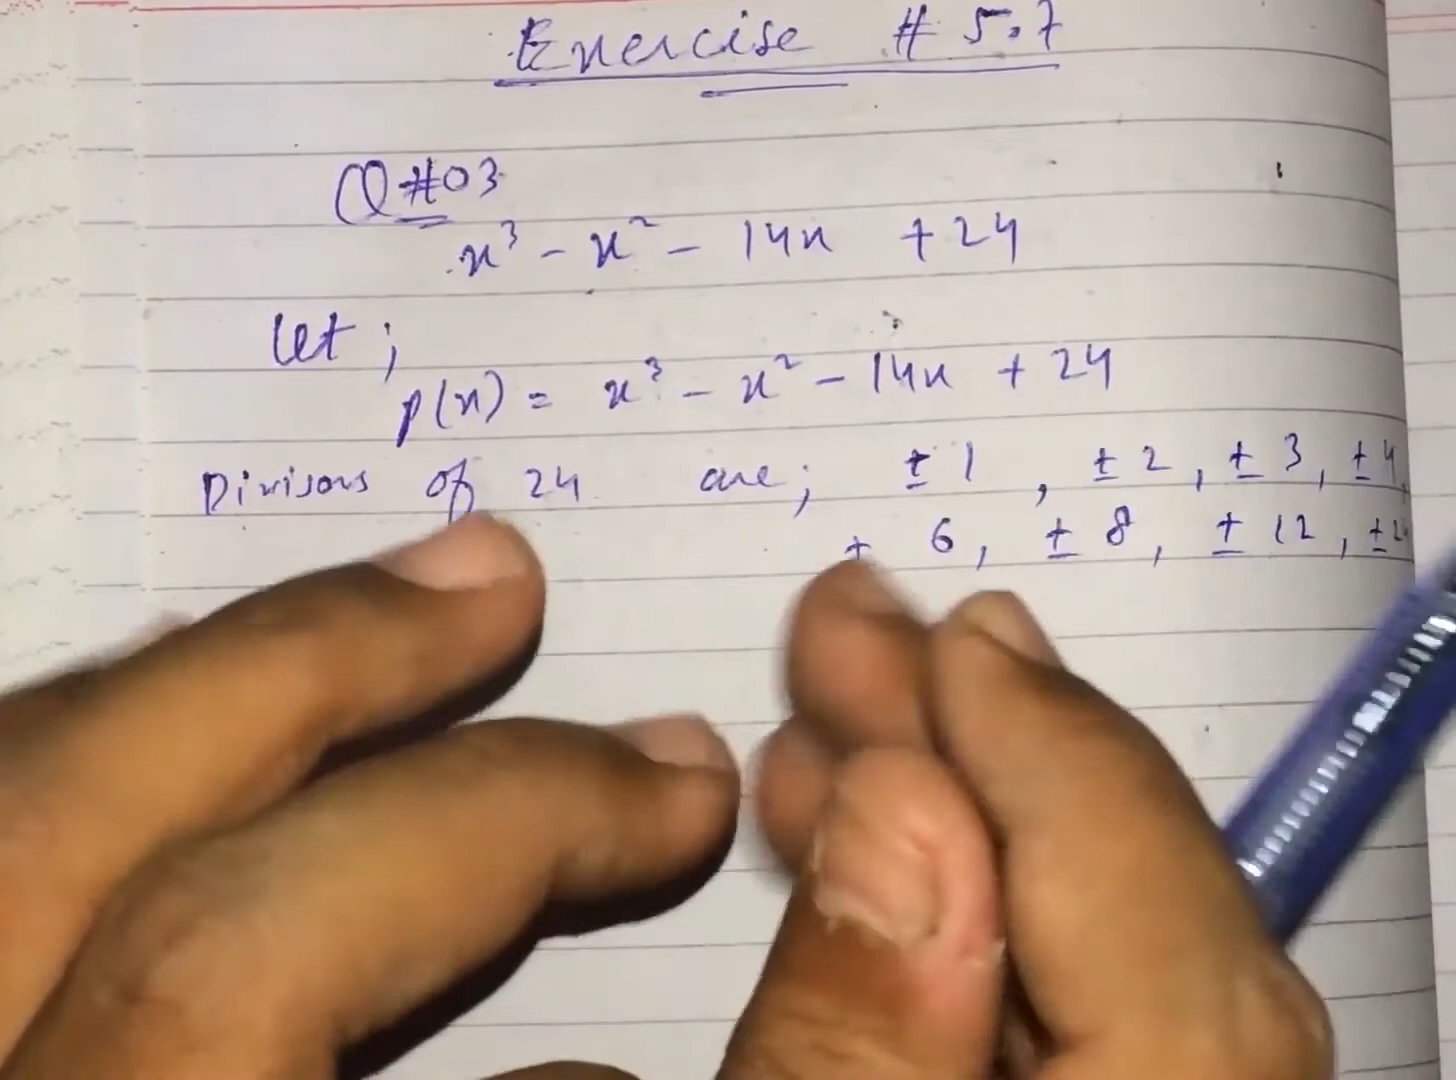 Exercise # 5.7
Q#03
x³ - x² - 14x + 24
Let ;
p(x) = x³ - x² - 14x + 24
Divisors of 24 are; ± 1 , ± 2 , ± 3 , ± 4
± 6 , ± 8 , ± 12 ,